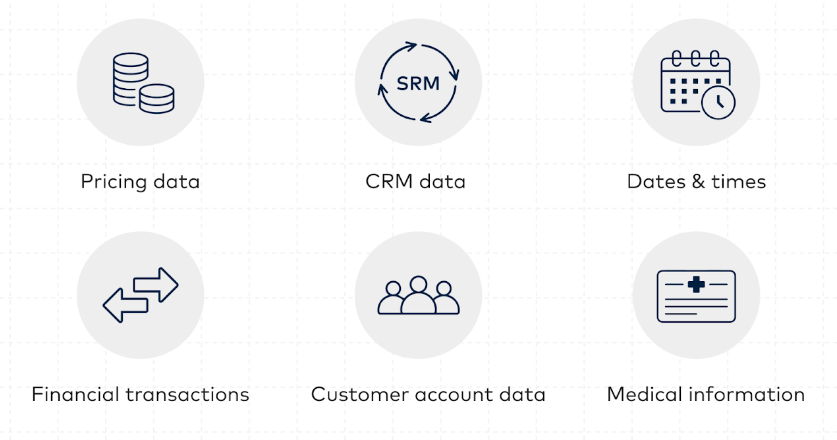 SRM
Pricing data
CRM data
Dates & times
Financial transactions
Customer account data
Medical information